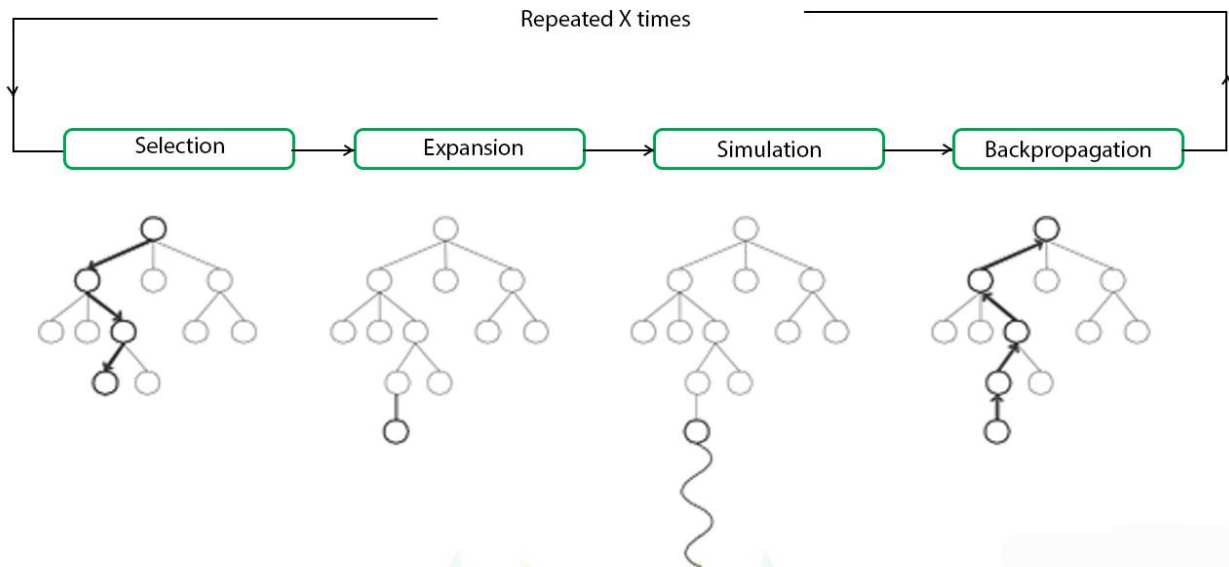 Repeated X times
Selection
Expansion
Simulation
Backpropagation